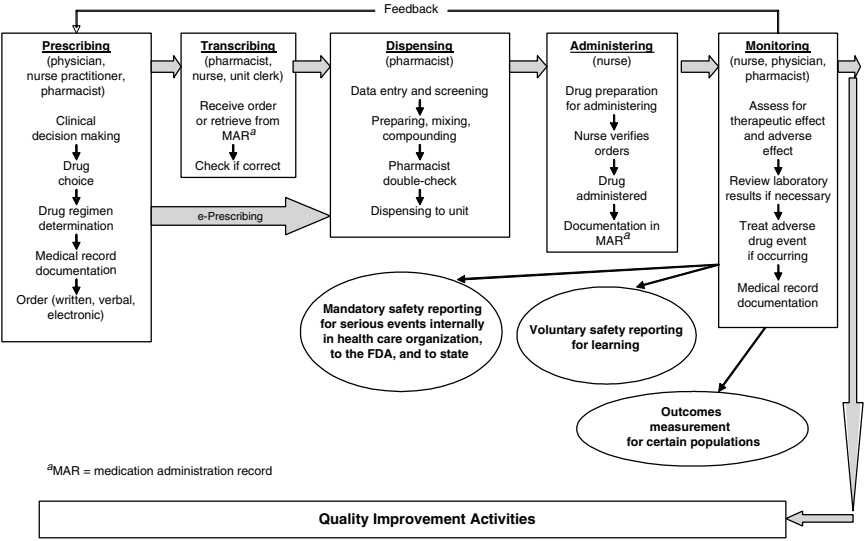 Feedback
Prescribing
(physician,
nurse practitioner,
pharmacist)
Clinical
decision making
Drug
choice
Drug regimen
determination
Medical record
documentation
Order (written, verbal,
electronic)
Transcribing
(pharmacist,
nurse, unit clerk)
Receive order
or retrieve from
MARa
Check if correct
e-Prescribing
Dispensing
(pharmacist)
Data entry and screening
Preparing, mixing,
compounding
Pharmacist
double-check
Dispensing to unit
Administering
(nurse)
Drug preparation
for administering
Nurse verifies
orders
Drug
administered
Documentation in
MARa
Monitoring
(nurse, physician,
pharmacist)
Assess for
therapeutic effect
and adverse
effect
Review laboratory
results if necessary
Treat adverse
drug event
if occurring
Medical record
documentation
Mandatory safety reporting
for serious events internally
in health care organization,
to the FDA, and to state
Voluntary safety reporting
for learning
Outcomes
measurement
for certain populations
aMAR = medication administration record
Quality Improvement Activities